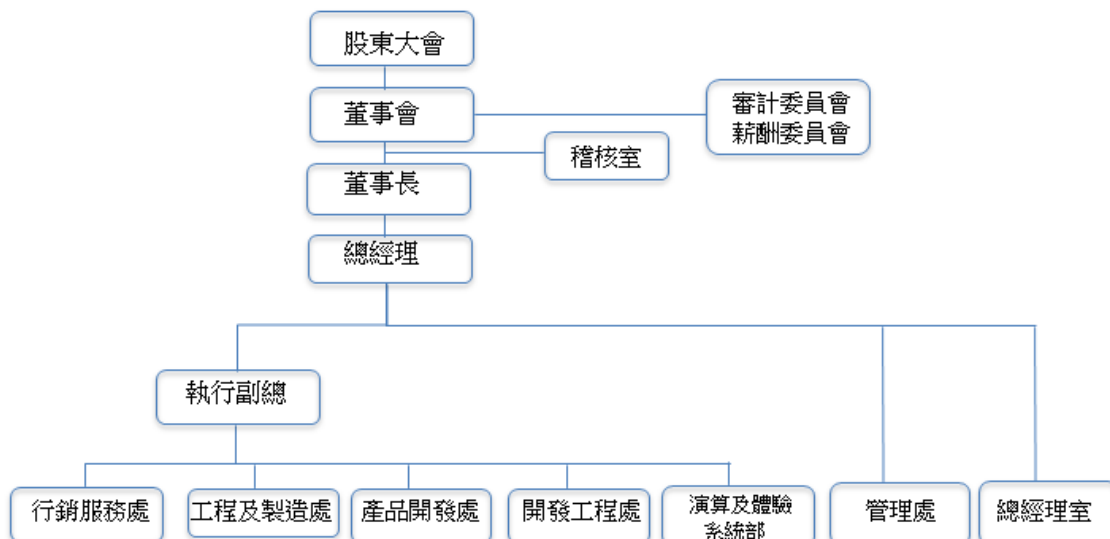 股東大會
董事會
審計委員會
薪酬委員會
稽核室
董事長
總經理
執行副總
行銷服務處
工程及製造處
產品開發處
開發工程處
演算及體驗
系統部
管理處
總經理室